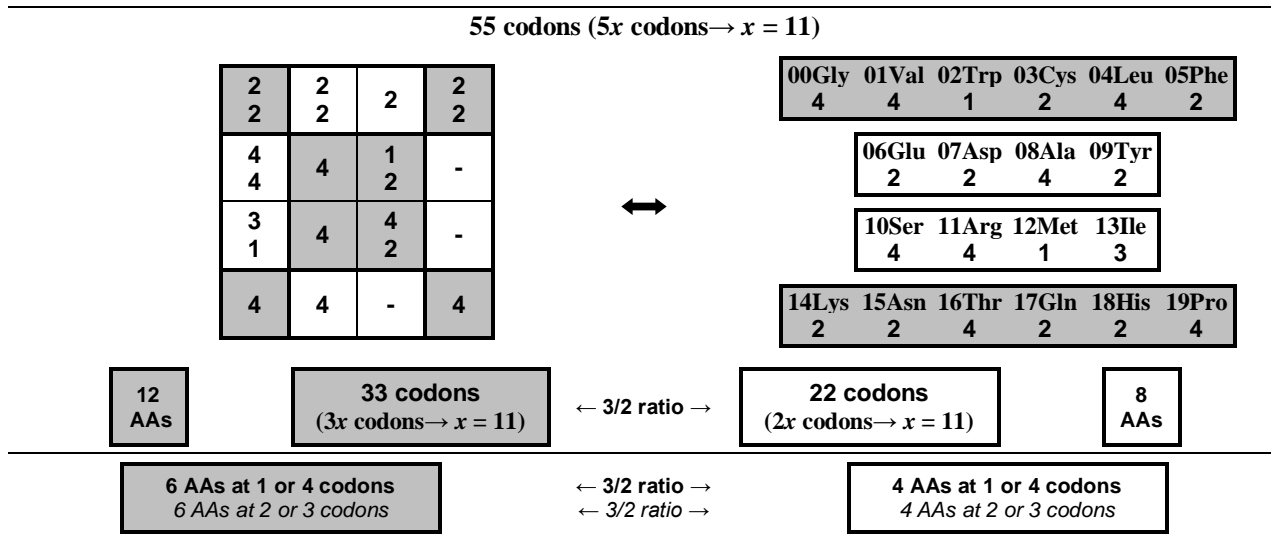 55 codons (5x codons→ x = 11)
2 2 2 2
2 2 2
4 4 1 -
4 2
3 4 4 -
1 2
4 4 - 4
00Gly 01Val 02Trp 03Cys 04Leu 05Phe
4 4 1 2 4 2
06Glu 07Asp 08Ala 09Tyr
2 2 4 2
10Ser 11Arg 12Met 13Ile
4 4 1 3
14Lys 15Asn 16Thr 17Gln 18His 19Pro
2 2 4 2 2 4
12
AAs
33 codons
(3x codons→ x = 11)
← 3/2 ratio →
22 codons
(2x codons→ x = 11)
8
AAs
6 AAs at 1 or 4 codons
6 AAs at 2 or 3 codons
← 3/2 ratio →
← 3/2 ratio →
4 AAs at 1 or 4 codons
4 AAs at 2 or 3 codons